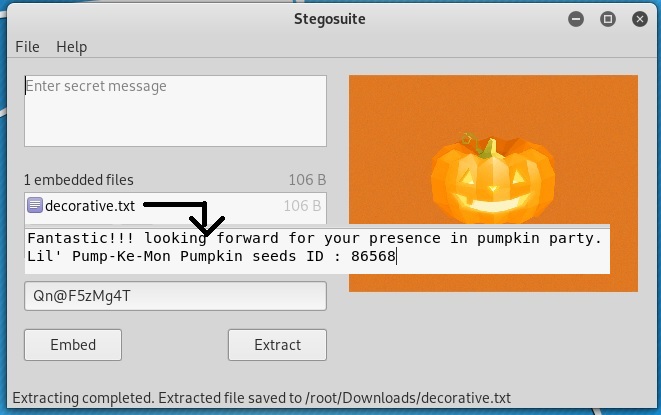 Stegosuite
File Help
Enter secret message
1 embedded files 106 B
decorative.txt 106 B
Fantastic!!! looking forward for your presence in pumpkin party.
Lil' Pump-Ke-Mon Pumpkin seeds ID : 86568
Qn@F5zMg4T
Embed Extract
Extracting completed. Extracted file saved to /root/Downloads/decorative.txt